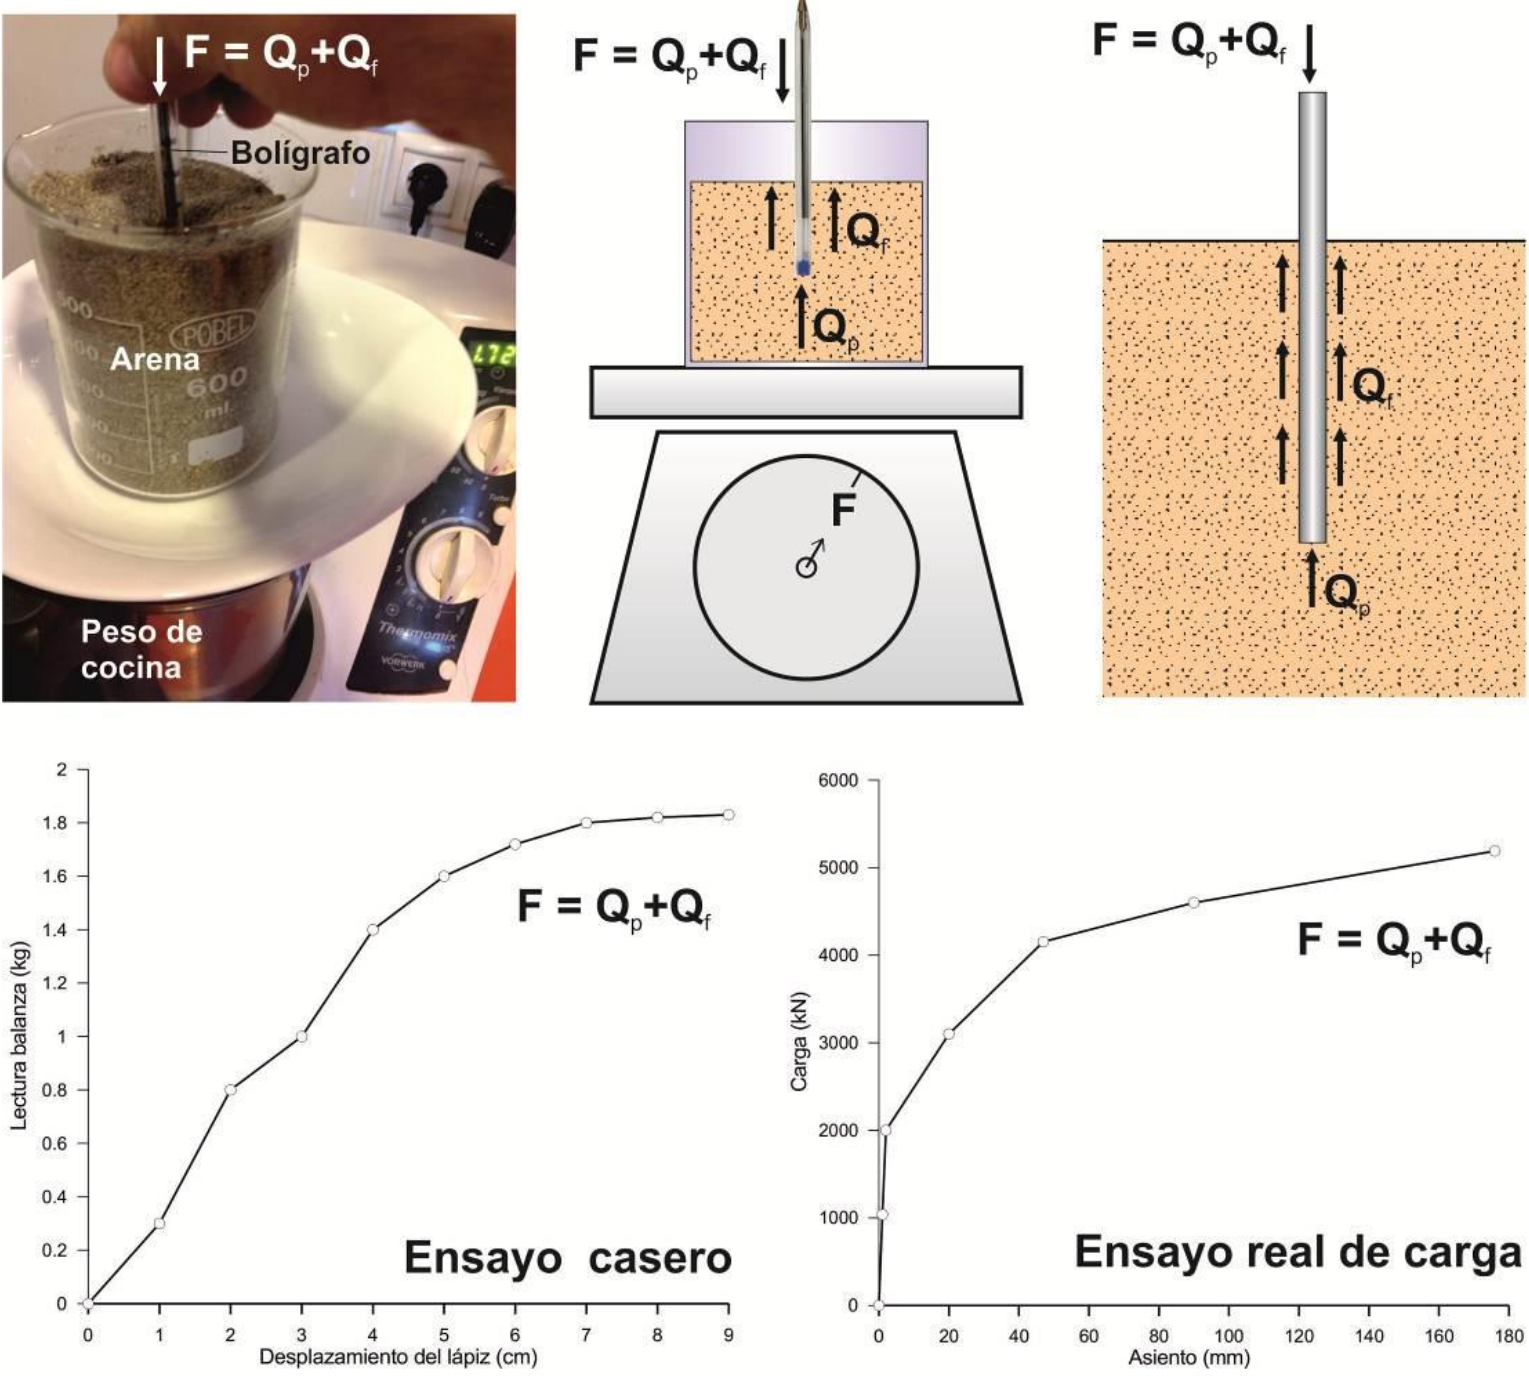 F = Qp+Qf
Bolígrafo
Arena
POBEL
600
ml
1.72
Turbo
Thermomix
VORWERK
Peso de
cocina
F = Qp+Qf
Qf
Qp
F
F = Qp+Qf
Qf
Qp
2
1.8
1.6
1.4
1.2
1
0.8
0.6
0.4
0.2
0
Lectura balanza (kg)
F = Qp+Qf
Ensayo casero
0 1 2 3 4 5 6 7 8 9
Desplazamiento del lápiz (cm)
6000
5000
4000
3000
2000
1000
0
Carga (kN)
F = Qp+Qf
Ensayo real de carga
0 20 40 60 80 100 120 140 160 180
Asiento (mm)